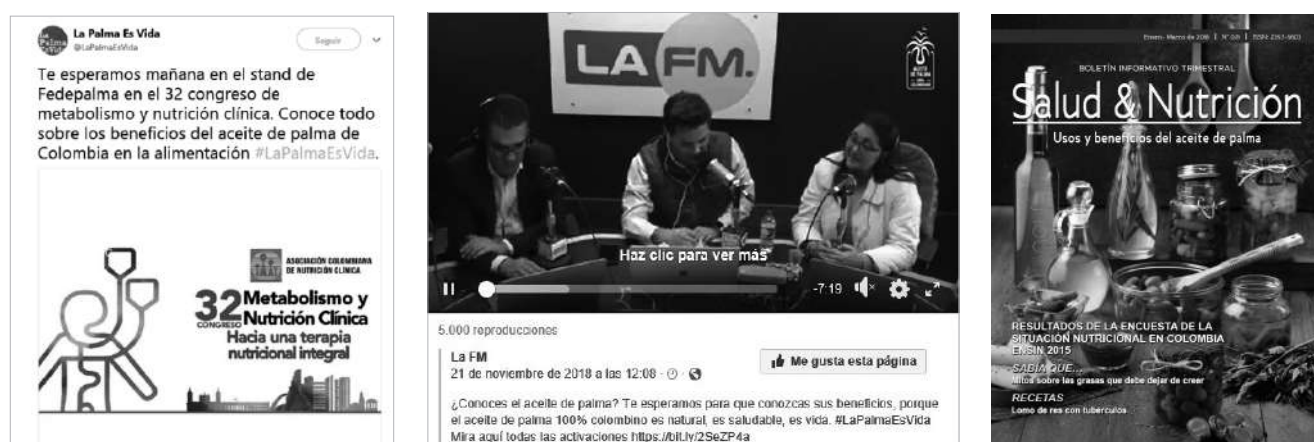 La Palma Es Vida
@LaPalmaEsVida
Seguir
Te esperamos mañana en el stand de
Fedepalma en el 32 congreso de
metabolismo y nutrición clínica. Conoce todo
sobre los beneficios del aceite de palma de
Colombia en la alimentación #LaPalmaEsVida.
ASOCIACIÓN COLOMBIANA
DE NUTRICIÓN CLÍNICA
32
CONGRESO
Metabolismo y
Nutrición Clínica
Hacia una terapia
nutricional integral
LA FM.
ACEITE
DE PALMA
Haz clic para ver más
-7:19
5.000 reproducciones
La FM
21 de noviembre de 2018 a las 12:08
Me gusta esta página
¿Conoces el aceite de palma? Te esperamos para que conozcas sus beneficios, porque
el aceite de palma 100% colombino es natural, es saludable, es vida. #LaPalmaEsVida
Mira aquí todas las activaciones https://bit.ly/2SeZP4a
BOLETÍN INFORMATIVO TRIMESTRAL
Salud & Nutrición
Usos y beneficios del aceite de palma
RESULTADOS DE LA ENCUESTA DE LA
SITUACIÓN NUTRICIONAL EN COLOMBIA
ENSIN 2015
SABÍA QUE...
Mitos sobre las grasas que debe dejar de creer
RECETAS
Lomo de res con tubérculos